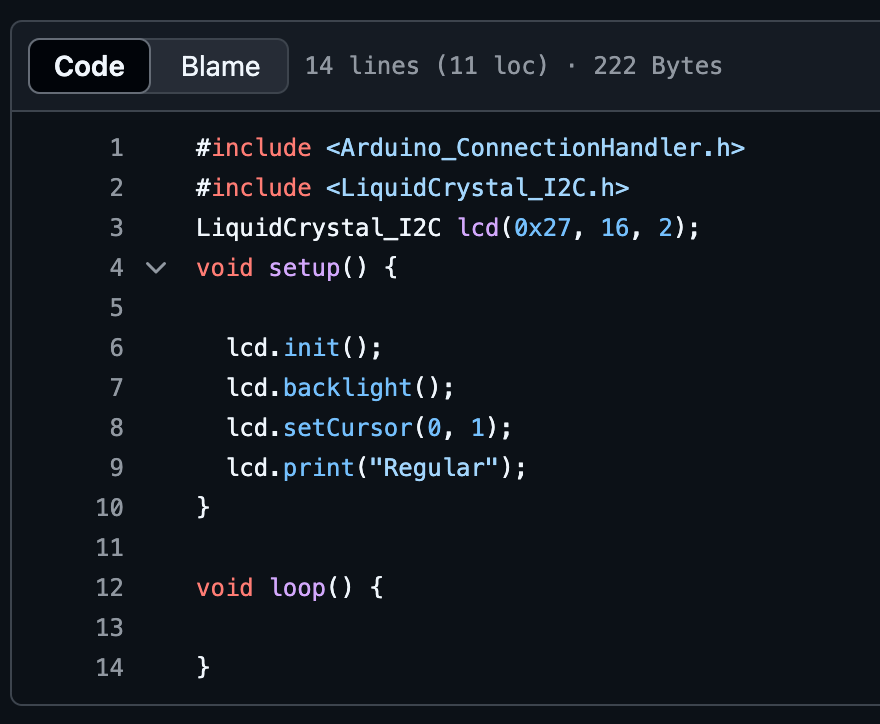 Code Blame 14 lines (11 loc) · 222 Bytes
1 #include <Arduino_ConnectionHandler.h>
2 #include <LiquidCrystal_I2C.h>
3 LiquidCrystal_I2C lcd(0x27, 16, 2);
4 void setup() {
5
6   lcd.init();
7   lcd.backlight();
8   lcd.setCursor(0, 1);
9   lcd.print("Regular");
10 }
11
12 void loop() {
13
14 }